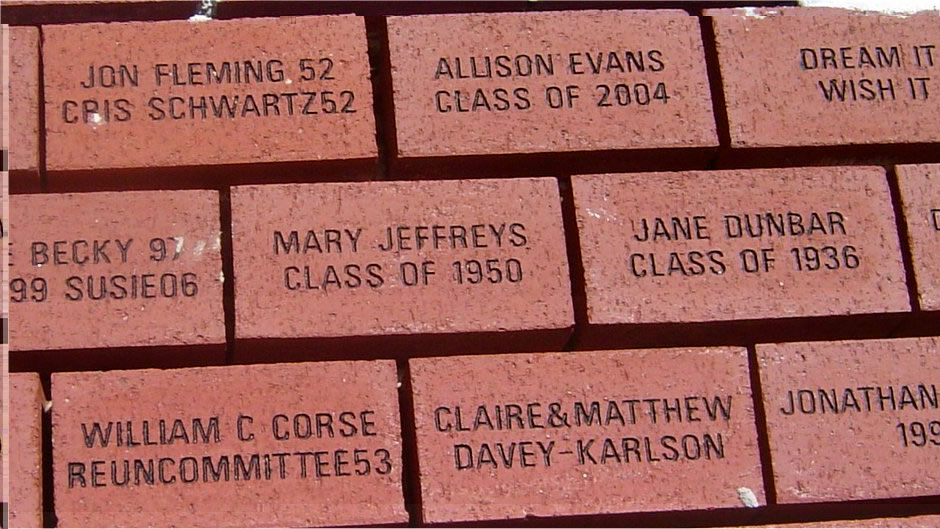 JON FLEMING 52
CRIS SCHWARTZ52
ALLISON EVANS
CLASS OF 2004
DREAM IT
WISH IT
BECKY 97
99 SUSIE06
MARY JEFFREYS
CLASS OF 1950
JANE DUNBAR
CLASS OF 1936
WILLIAM C CORSE
REUNCOMMITTEE53
CLAIRE&MATTHEW
DAVEY-KARLSON
JONATHAN